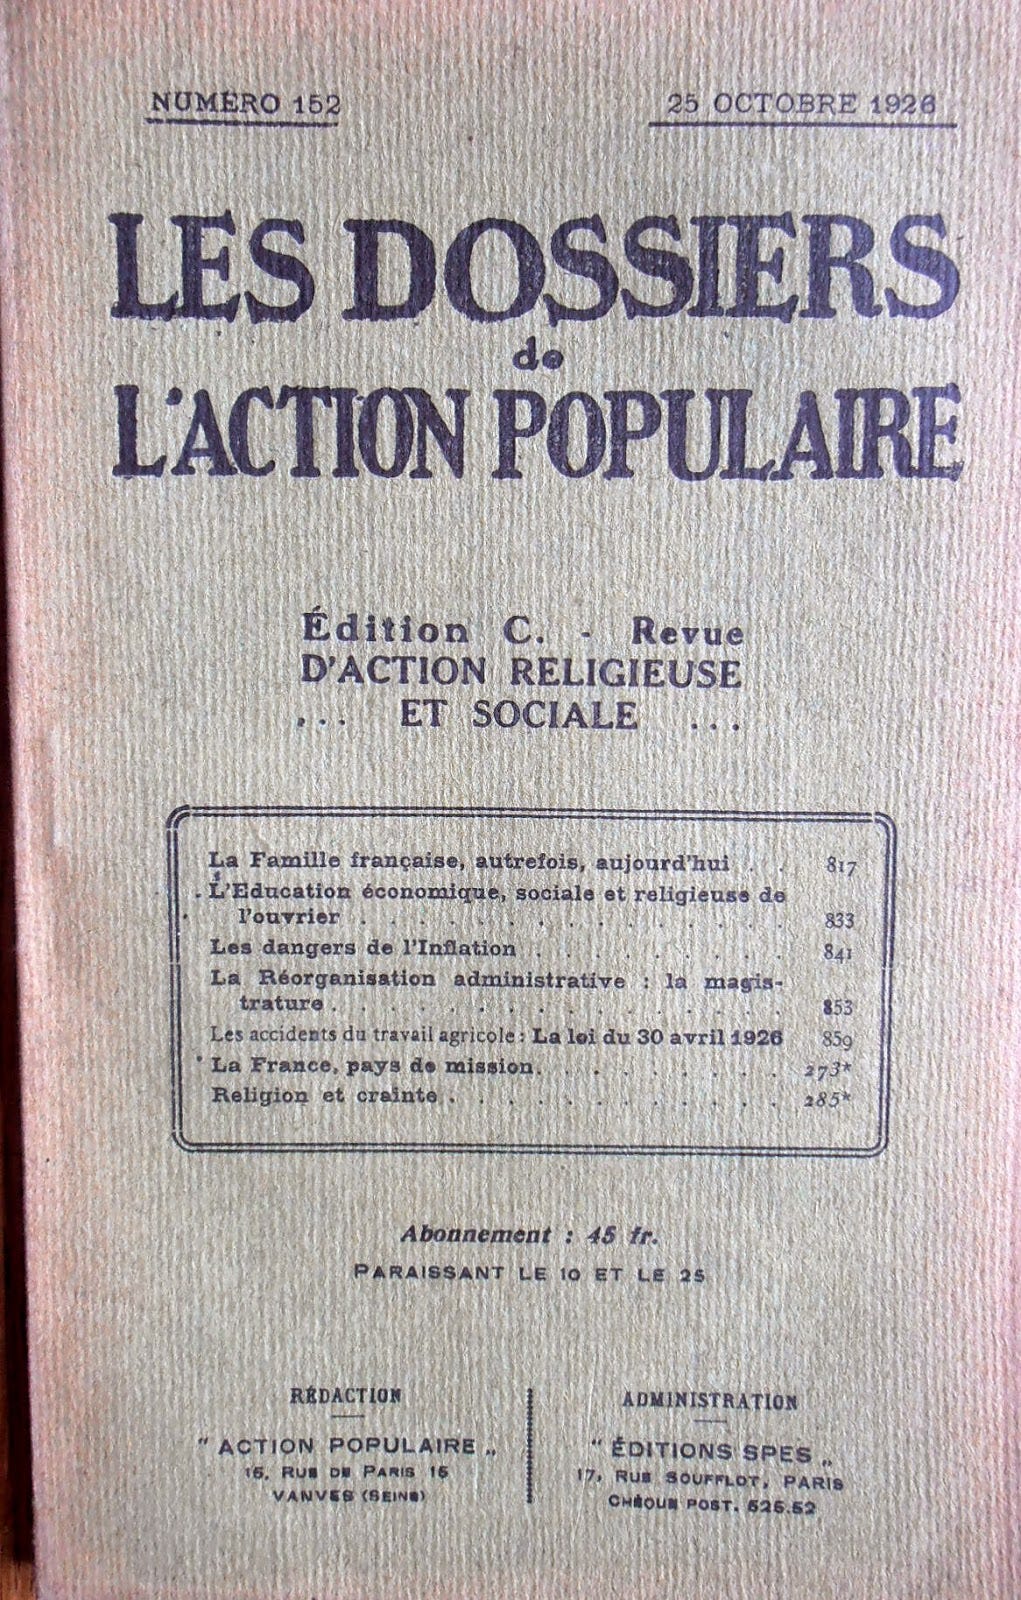 NUMÉRO 152
25 OCTOBRE 1926
LES DOSSIERS
de
L'ACTION POPULAIRE
Édition C. - Revue
D'ACTION RELIGIEUSE
... ET SOCIALE ...
La Famille française, autrefois, aujourd'hui . . 817
L'Education économique, sociale et religieuse de
l'ouvrier . . . . . . . . . . . . . . . 833
Les dangers de l'Inflation . . . . . . . . . 841
La Réorganisation administrative : la magis-
trature . . . . . . . . . . . . . . . . 853
Les accidents du travail agricole : La loi du 30 avril 1926 859
La France, pays de mission. . . . . . . . . 273*
Religion et crainte . . . . . . . . . . . . 285*
Abonnement : 45 fr.
PARAISSANT LE 10 ET LE 25
RÉDACTION
" ACTION POPULAIRE „
15, RUE DE PARIS 15
VANVES (SEINE)
ADMINISTRATION
" ÉDITIONS SPES „
17, RUE SOUFFLOT, PARIS
CHÈQUE POST. 525.52